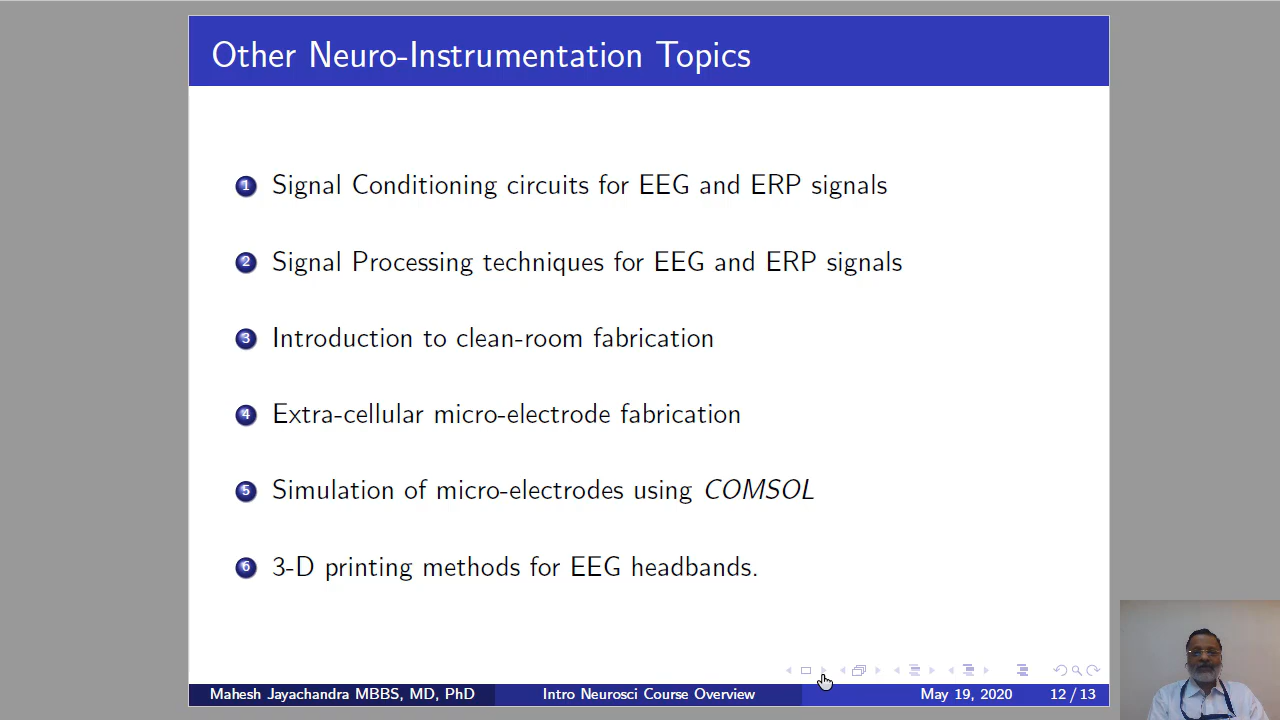 Other Neuro-Instrumentation Topics
1 Signal Conditioning circuits for EEG and ERP signals
2 Signal Processing techniques for EEG and ERP signals
3 Introduction to clean-room fabrication
4 Extra-cellular micro-electrode fabrication
5 Simulation of micro-electrodes using COMSOL
6 3-D printing methods for EEG headbands.
Mahesh Jayachandra MBBS, MD, PhD Intro Neurosci Course Overview May 19, 2020 12 / 13